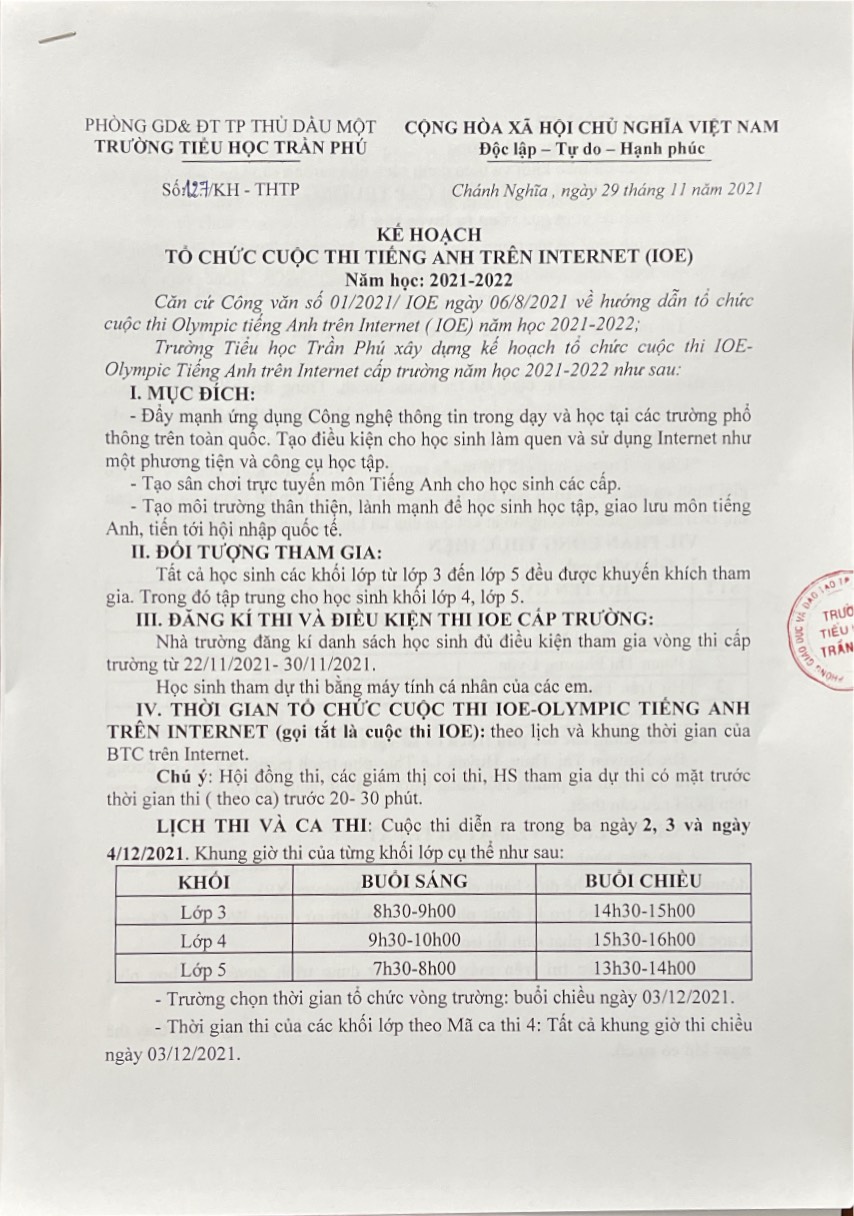 PHÒNG GD& ĐT TP THỦ DẦU MỘT
TRƯỜNG TIỂU HỌC TRẦN PHÚ
Số:127/KH - THTP
CỘNG HÒA XÃ HỘI CHỦ NGHĨA VIỆT NAM
Độc lập – Tự do – Hạnh phúc
Chánh Nghĩa , ngày 29 tháng 11 năm 2021
KẾ HOẠCH
TỔ CHỨC CUỘC THI TIẾNG ANH TRÊN INTERNET (IOE)
Năm học: 2021-2022
Căn cứ Công văn số 01/2021/ IOE ngày 06/8/2021 về hướng dẫn tổ chức
cuộc thi Olympic tiếng Anh trên Internet ( IOE) năm học 2021-2022;
Trường Tiểu học Trần Phú xây dựng kế hoạch tổ chức cuộc thi IOE-
Olympic Tiếng Anh trên Internet cấp trường năm học 2021-2022 như sau:
I. MỤC ĐÍCH:
- Đẩy mạnh ứng dụng Công nghệ thông tin trong dạy và học tại các trường phổ
thông trên toàn quốc. Tạo điều kiện cho học sinh làm quen và sử dụng Internet như
một phương tiện và công cụ học tập.
- Tạo sân chơi trực tuyến môn Tiếng Anh cho học sinh các cấp.
- Tạo môi trường thân thiện, lành mạnh để học sinh học tập, giao lưu môn tiếng
Anh, tiến tới hội nhập quốc tế.
II. ĐỐI TƯỢNG THAM GIA:
Tất cả học sinh các khối lớp từ lớp 3 đến lớp 5 đều được khuyến khích tham
gia. Trong đó tập trung cho học sinh khối lớp 4, lớp 5.
III. ĐĂNG KÍ THI VÀ ĐIỀU KIỆN THI IOE CẤP TRƯỜNG:
Nhà trường đăng kí danh sách học sinh đủ điều kiện tham gia vòng thi cấp
trường từ 22/11/2021- 30/11/2021.
Học sinh tham dự thi bằng máy tính cá nhân của các em.
IV. THỜI GIAN TỔ CHỨC CUỘC THI IOE-OLYMPIC TIẾNG ANH
TRÊN INTERNET (gọi tắt là cuộc thi IOE): theo lịch và khung thời gian của
BTC trên Internet.
Chú ý: Hội đồng thi, các giám thị coi thi, HS tham gia dự thi có mặt trước
thời gian thi ( theo ca) trước 20- 30 phút.
LỊCH THI VÀ CA THI: Cuộc thi diễn ra trong ba ngày 2, 3 và ngày
4/12/2021. Khung giờ thi của từng khối lớp cụ thể như sau:
KHỐI BUỔI SÁNG BUỔI CHIỀU
Lớp 3 8h30-9h00 14h30-15h00
Lớp 4 9h30-10h00 15h30-16h00
Lớp 5 7h30-8h00 13h30-14h00
- Trường chọn thời gian tổ chức vòng trường: buổi chiều ngày 03/12/2021.
- Thời gian thi của các khối lớp theo Mã ca thi 4: Tất cả khung giờ thi chiều
ngày 03/12/2021.
PHÒNG GIÁO DỤC VÀ ĐÀO TẠO TP
TRƯỜ
TIỂU
TRẦN